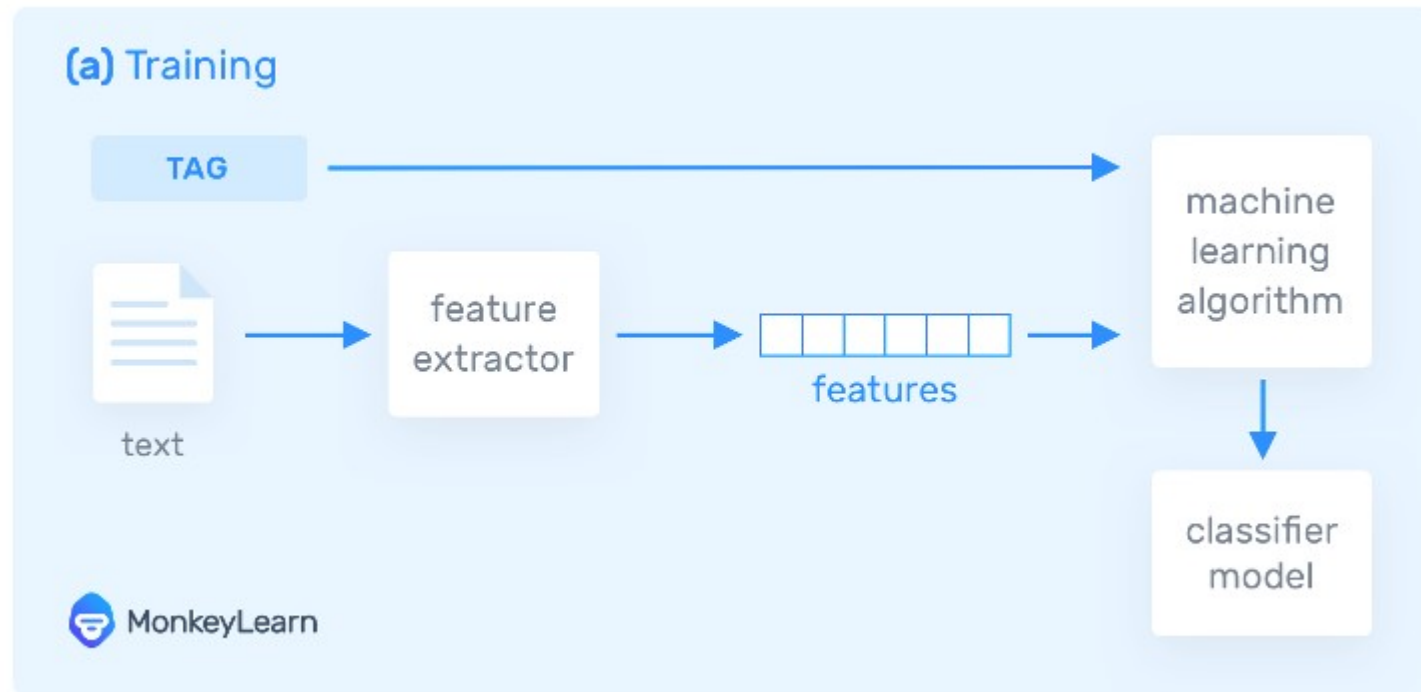 (a) Training
TAG
machine
learning
algorithm
feature
extractor
features
text
classifier
model
MonkeyLearn